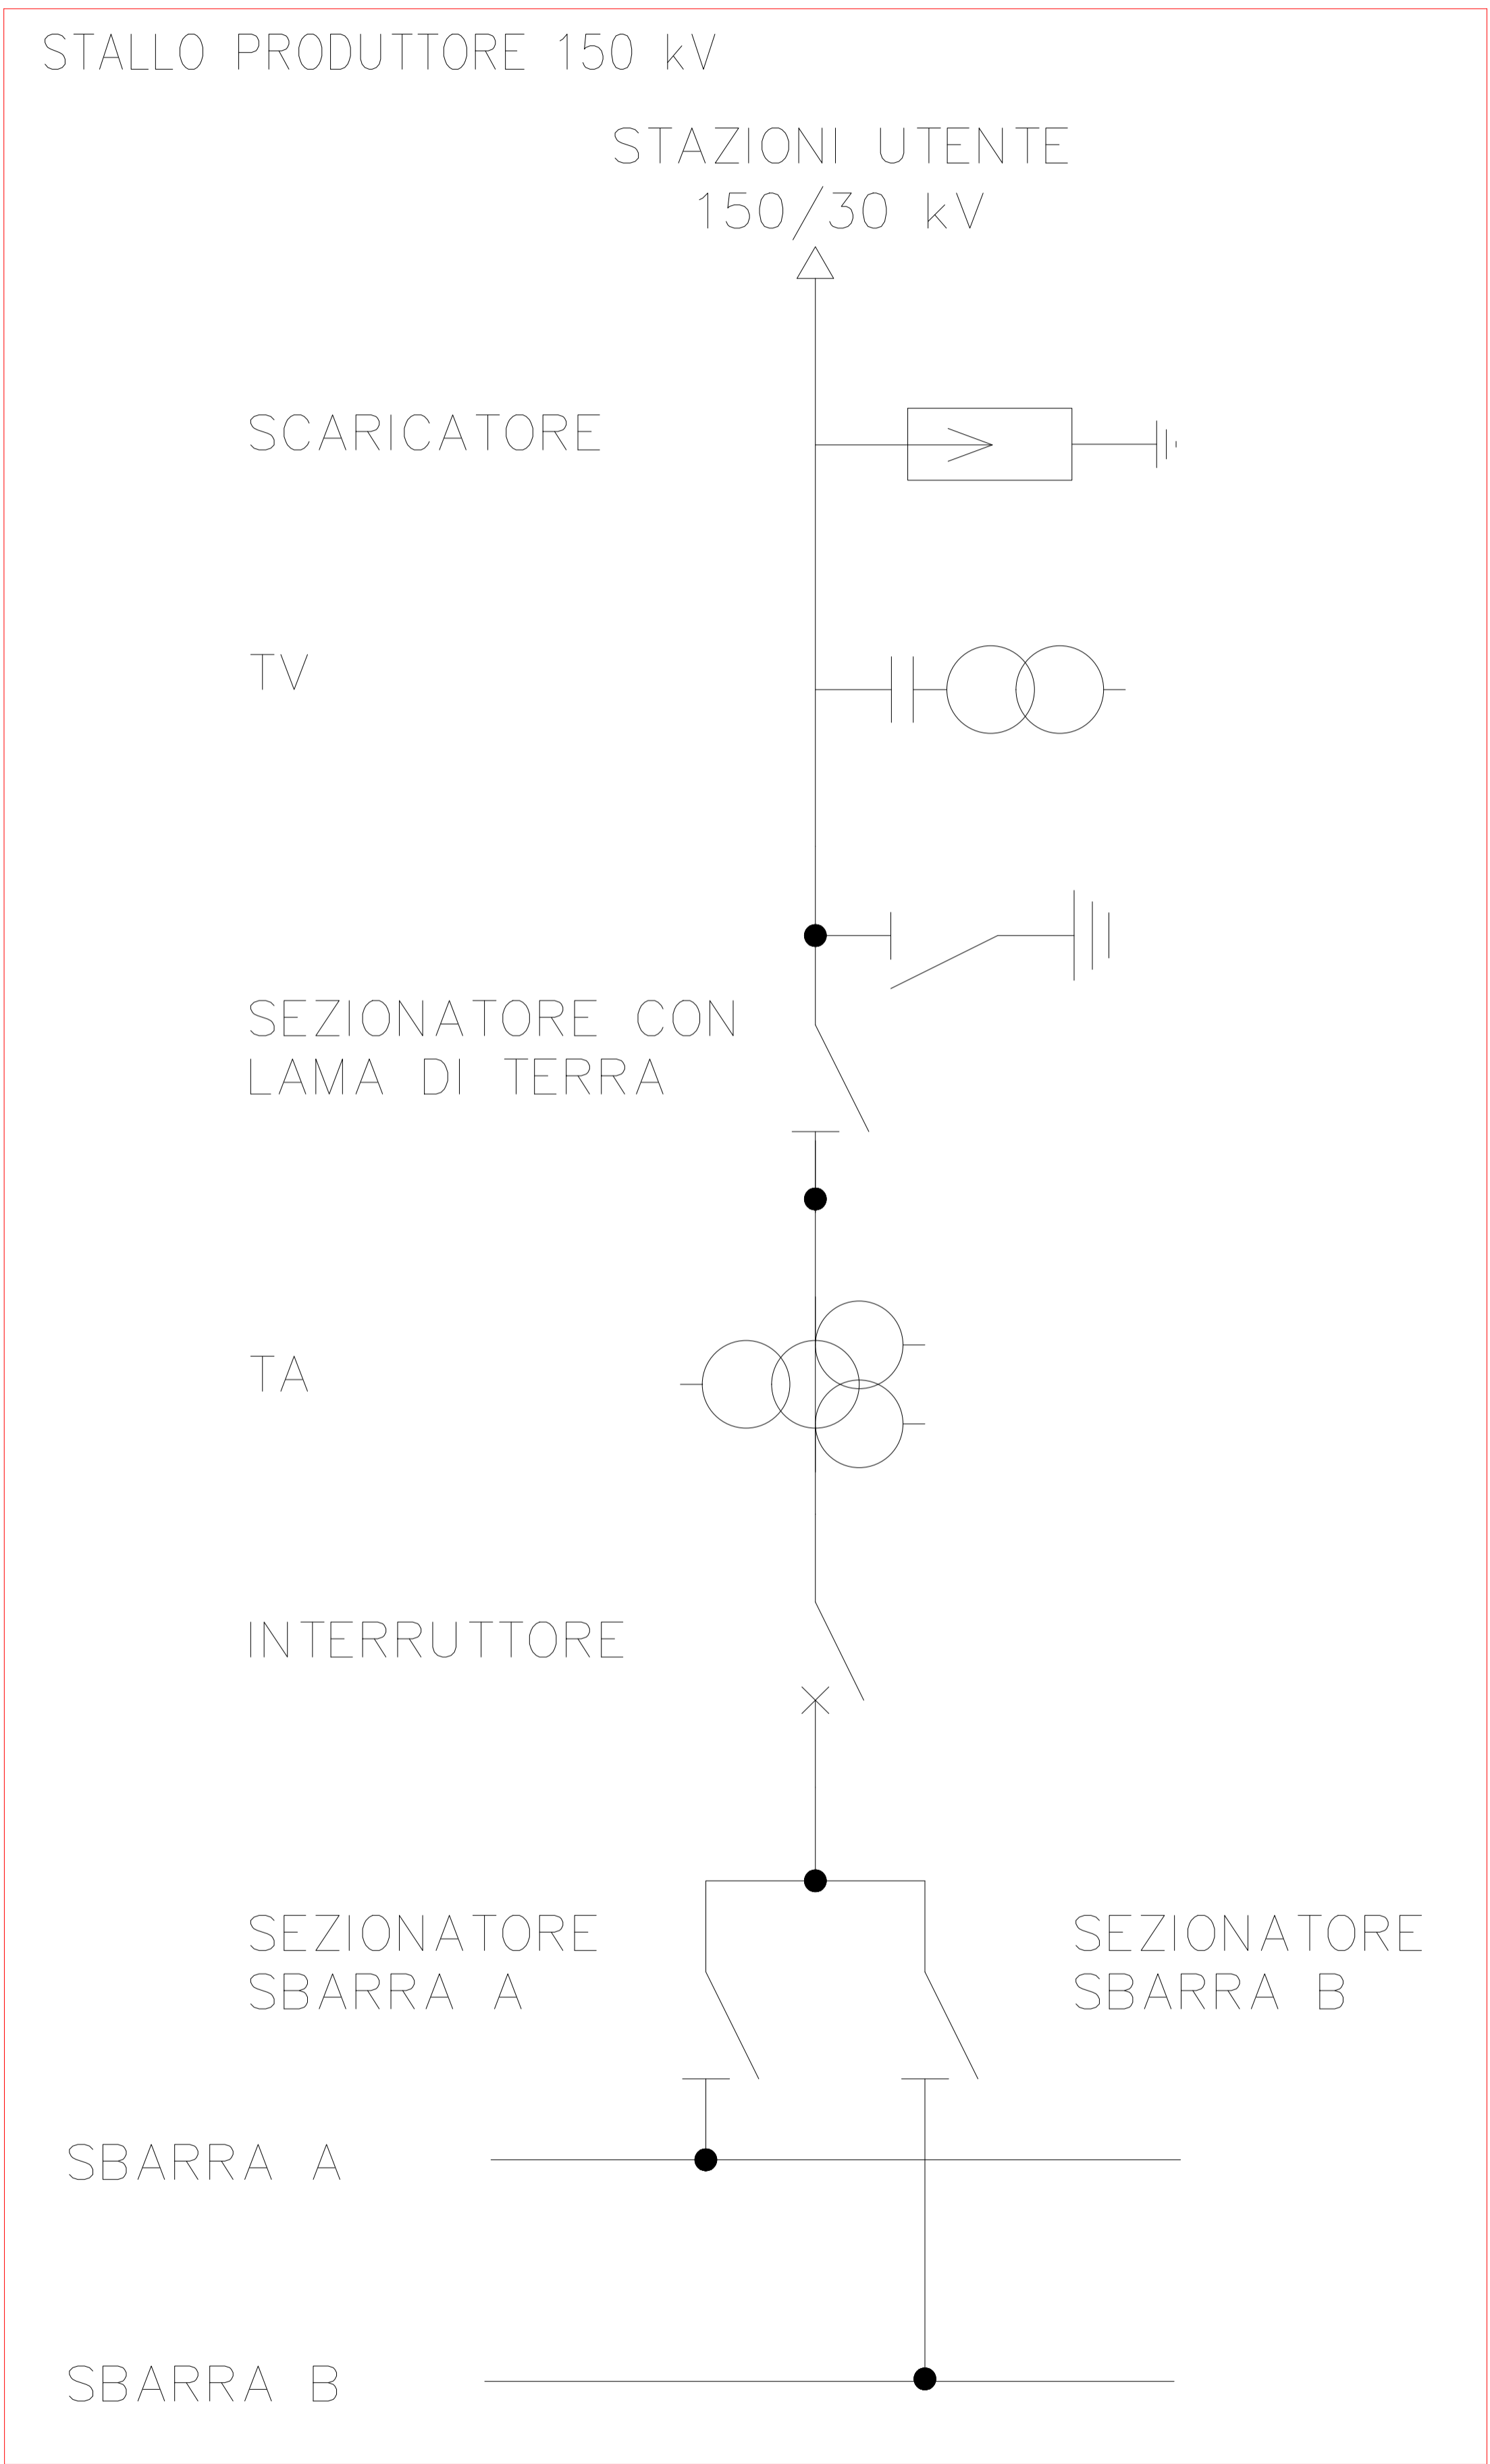 STALLO PRODUTTORE 150 kV
STAZIONI UTENTE
150/30 kV
SCARICATORE
TV
SEZIONATORE CON
LAMA DI TERRA
TA
INTERRUTTORE
SEZIONATORE
SBARRA A
SEZIONATORE
SBARRA B
SBARRA A
SBARRA B